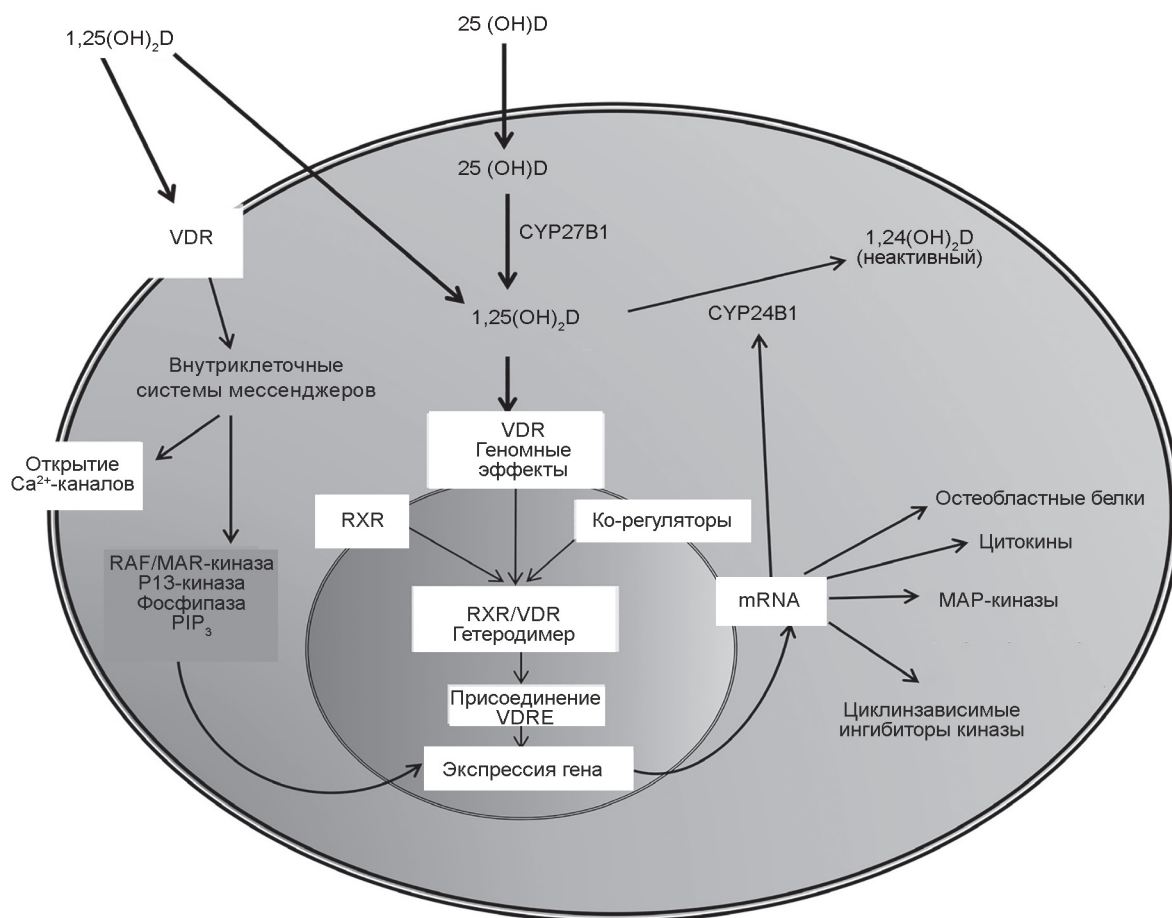 1,25(OH)₂D
25 (OH)D
25 (OH)D
CYP27B1
VDR
1,24(OH)₂D
(неактивный)
1,25(OH)₂D
CYP24B1
Внутриклеточные
системы мессенджеров
VDR
Геномные
эффекты
Открытие
Ca²⁺-каналов
RXR
Ко-регуляторы
Остеобластные белки
Цитокины
RAF/MAR-киназа
P13-киназа
Фосфипаза
PIP₃
RXR/VDR
Гетеродимер
mRNA
MAP-киназы
Присоединение
VDRE
Циклинзависимые
ингибиторы киназы
Экспрессия гена